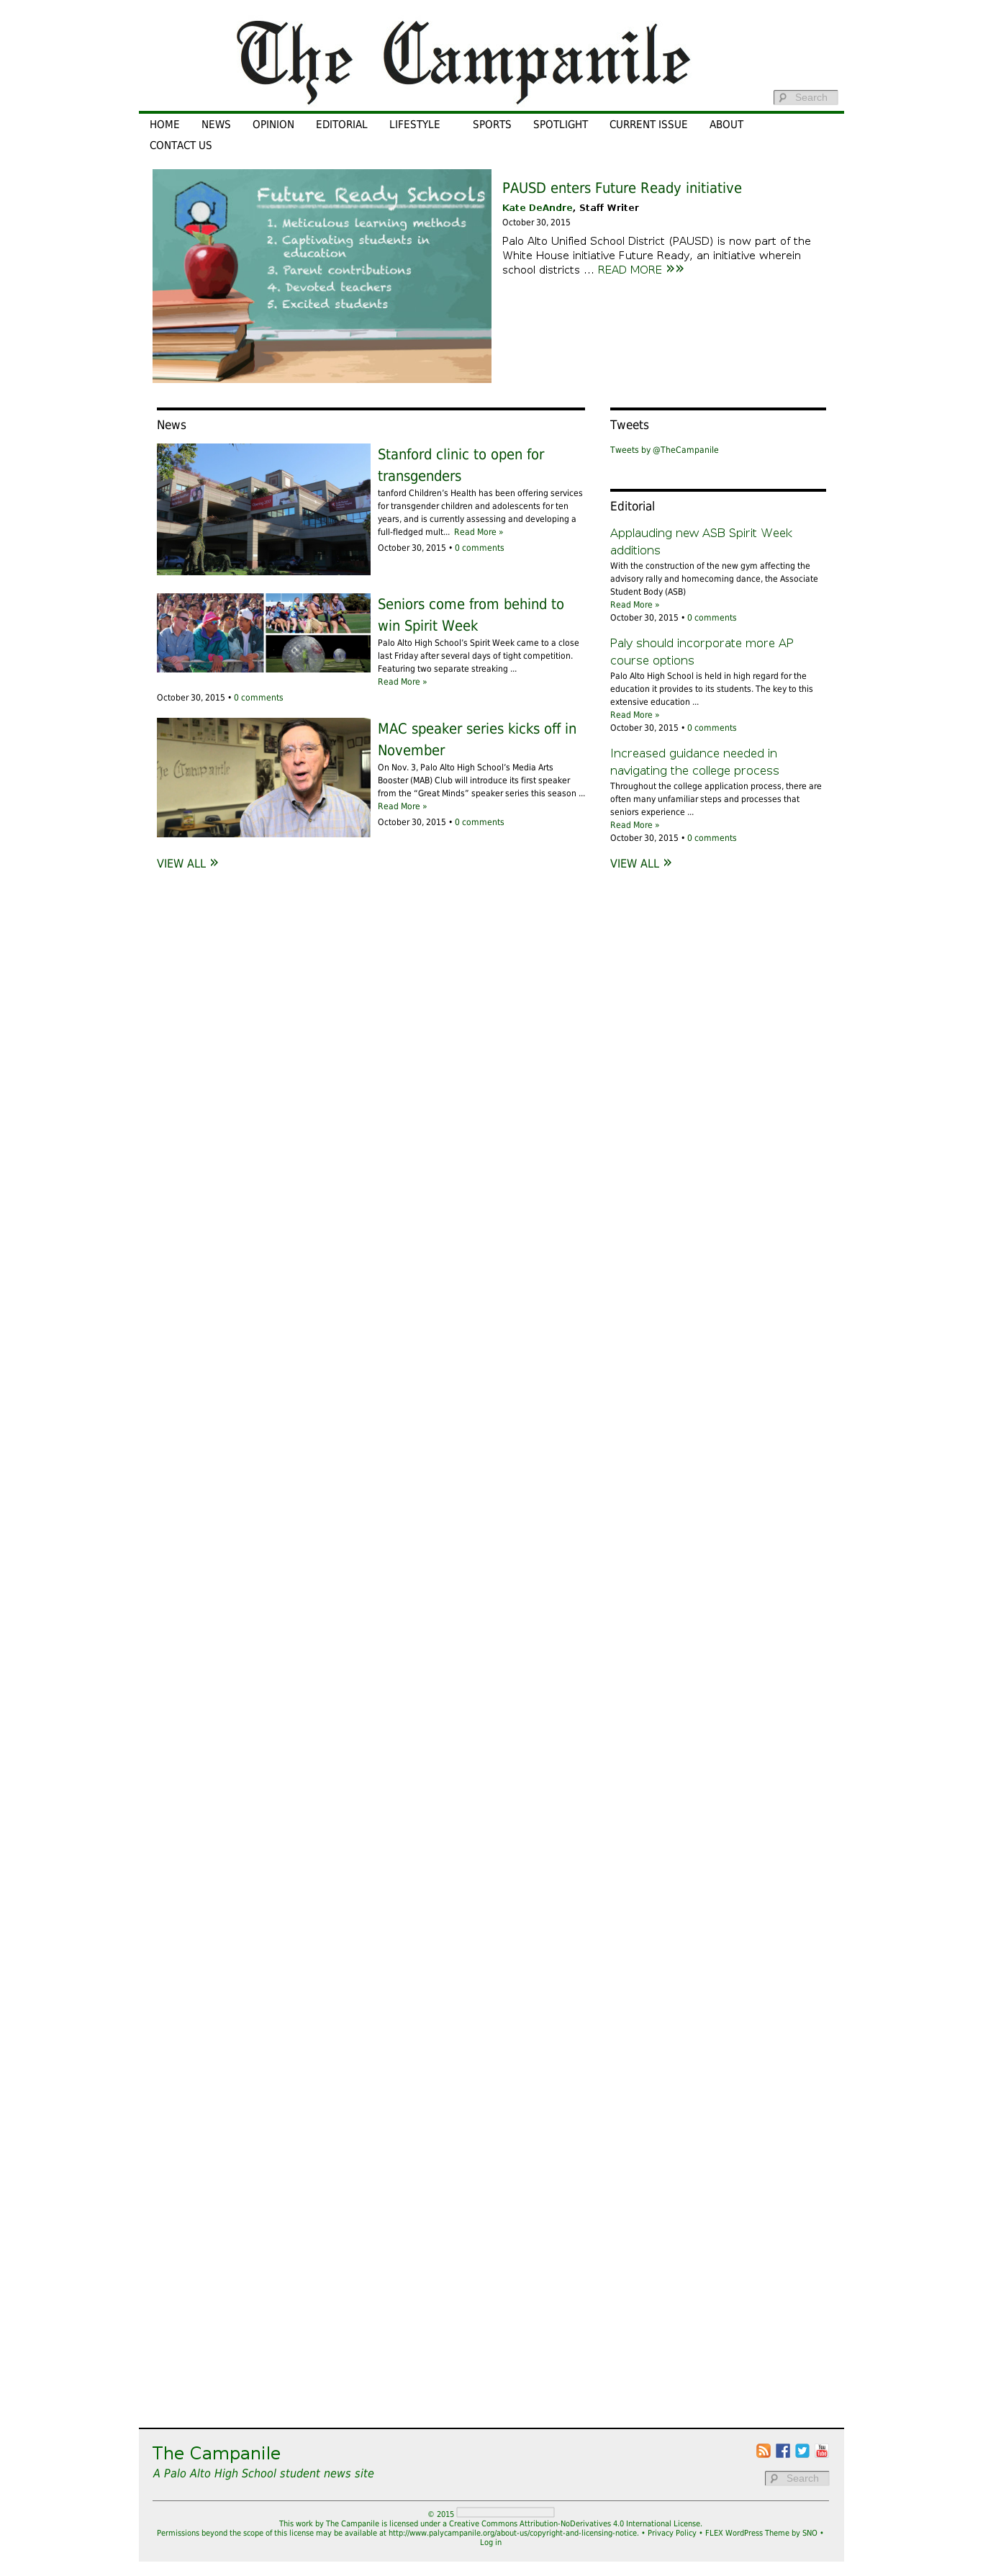 The Campanile
Search
HOME NEWS OPINION EDITORIAL LIFESTYLE SPORTS SPOTLIGHT CURRENT ISSUE ABOUT
CONTACT US
Future Ready Schools
1. Meticulous learning methods
2. Captivating students in
education
3. Parent contributions
4. Devoted teachers
5. Excited students
PAUSD enters Future Ready initiative
Kate DeAndre, Staff Writer
October 30, 2015
Palo Alto Unified School District (PAUSD) is now part of the
White House initiative Future Ready, an initiative wherein
school districts ... READ MORE »»
News
Stanford clinic to open for
transgenders
tanford Children's Health has been offering services
for transgender children and adolescents for ten
years, and is currently assessing and developing a
full-fledged mult... Read More »
October 30, 2015 • 0 comments
Seniors come from behind to
win Spirit Week
Palo Alto High School's Spirit Week came to a close
last Friday after several days of tight competition.
Featuring two separate streaking ...
Read More »
October 30, 2015 • 0 comments
The Campanile
MAC speaker series kicks off in
November
On Nov. 3, Palo Alto High School's Media Arts
Booster (MAB) Club will introduce its first speaker
from the “Great Minds” speaker series this season ...
Read More »
October 30, 2015 • 0 comments
VIEW ALL »
Tweets
Tweets by @TheCampanile
Editorial
Applauding new ASB Spirit Week
additions
With the construction of the new gym affecting the
advisory rally and homecoming dance, the Associate
Student Body (ASB)
Read More »
October 30, 2015 • 0 comments
Paly should incorporate more AP
course options
Palo Alto High School is held in high regard for the
education it provides to its students. The key to this
extensive education ...
Read More »
October 30, 2015 • 0 comments
Increased guidance needed in
navigating the college process
Throughout the college application process, there are
often many unfamiliar steps and processes that
seniors experience ...
Read More »
October 30, 2015 • 0 comments
VIEW ALL »
The Campanile
A Palo Alto High School student news site
You
Tube
Search
© 2015
This work by The Campanile is licensed under a Creative Commons Attribution-NoDerivatives 4.0 International License.
Permissions beyond the scope of this license may be available at http://www.palycampanile.org/about-us/copyright-and-licensing-notice. • Privacy Policy • FLEX WordPress Theme by SNO •
Log in